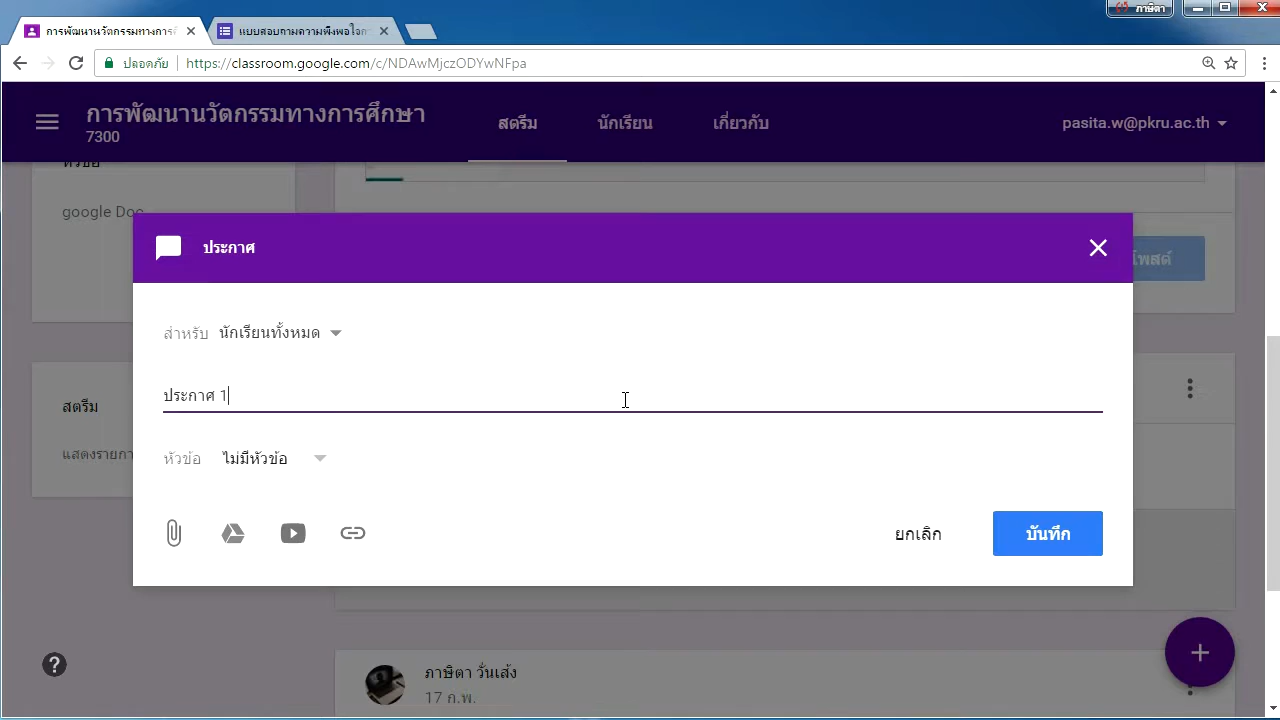 ภาษิตา
การพัฒนานวัตกรรมทางการศึ
แบบสอบถามความพึงพอใจก
ปลอดภัย
https://classroom.google.com/c/NDAwMjczODYwNFpa
การพัฒนานวัตกรรมทางการศึกษา
7300
สตรีม
นักเรียน
เกี่ยวกับ
pasita.w@pkru.ac.th
หัวข้อ
google Doc
ประกาศ
โพสต์
สำหรับ นักเรียนทั้งหมด
ประกาศ 1
สตรีม
แสดงรายกา
หัวข้อ ไม่มีหัวข้อ
ยกเลิก
บันทึก
ภาษิตา วั่นเส้ง
17 ก.พ.